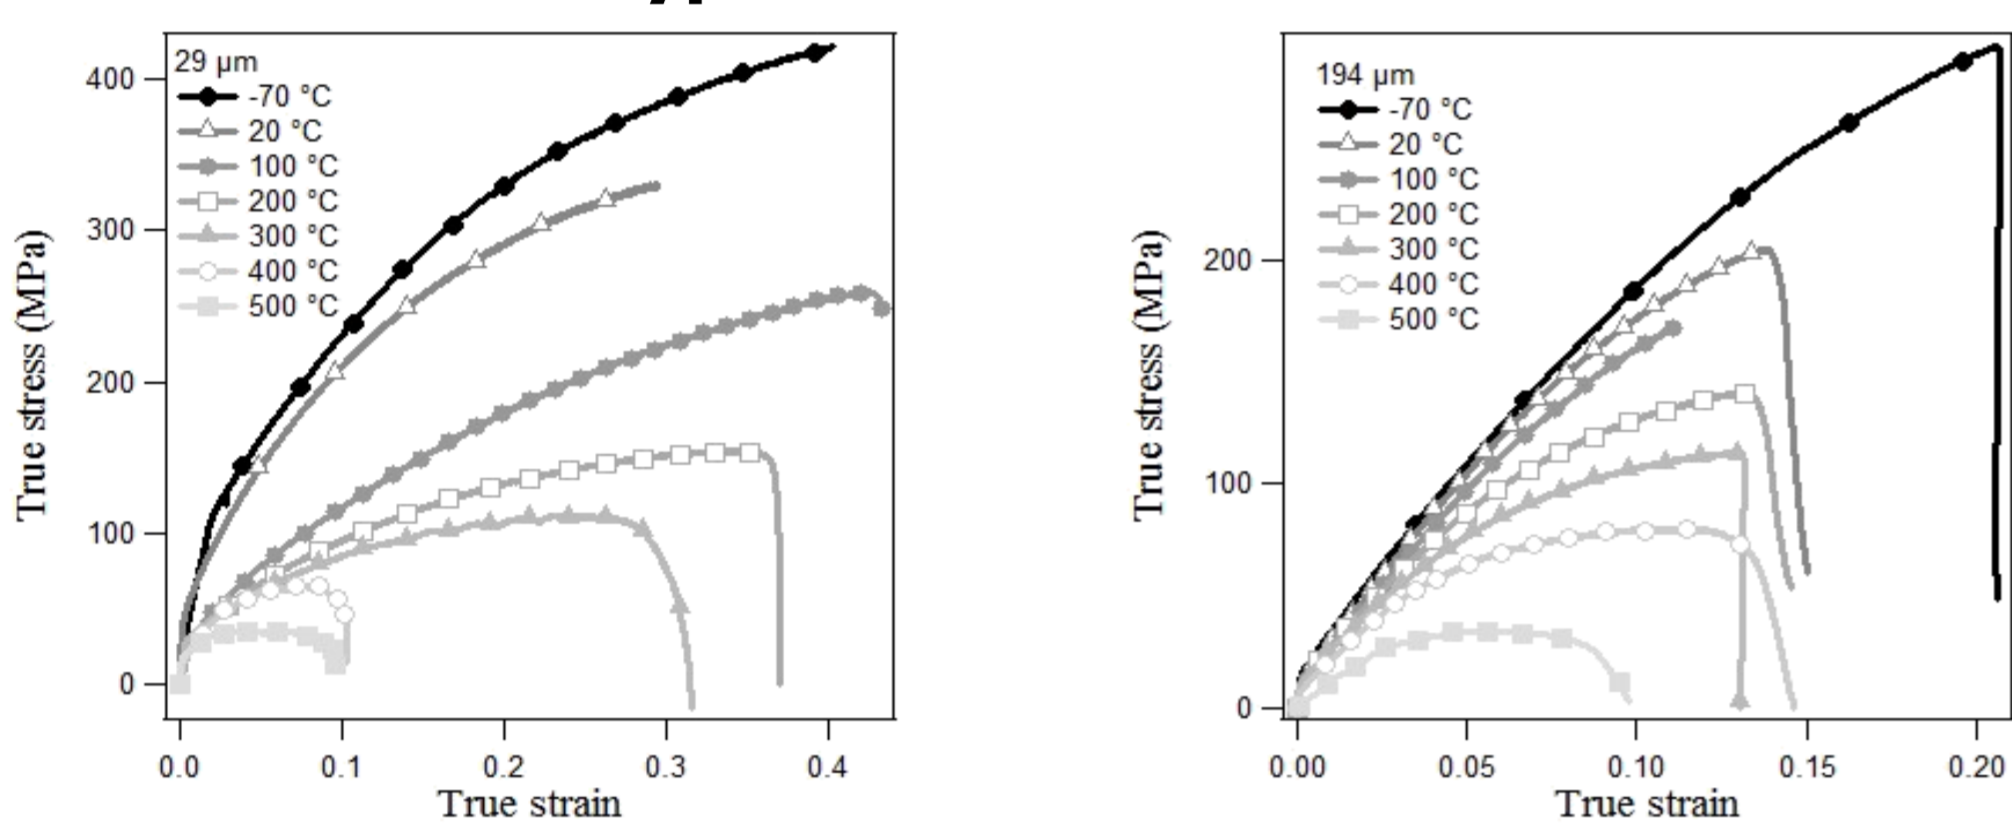 29 µm
-70 °C
20 °C
100 °C
200 °C
300 °C
400 °C
500 °C
400
300
200
100
0
True stress (MPa)
0.0 0.1 0.2 0.3 0.4
True strain
194 µm
-70 °C
20 °C
100 °C
200 °C
300 °C
400 °C
500 °C
200
100
0
True stress (MPa)
0.00 0.05 0.10 0.15 0.20
True strain